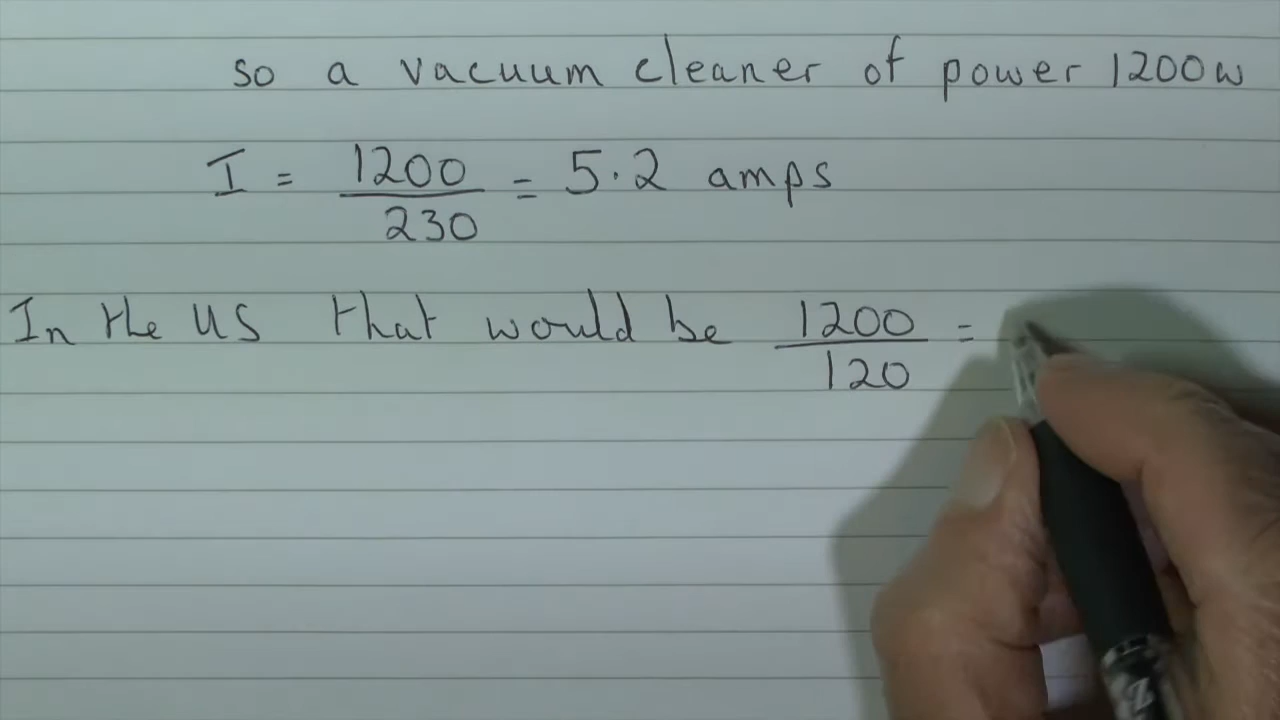 so a vacuum cleaner of power 1200w
I = 1200/230 = 5.2 amps
In the US that would be 1200/120 =